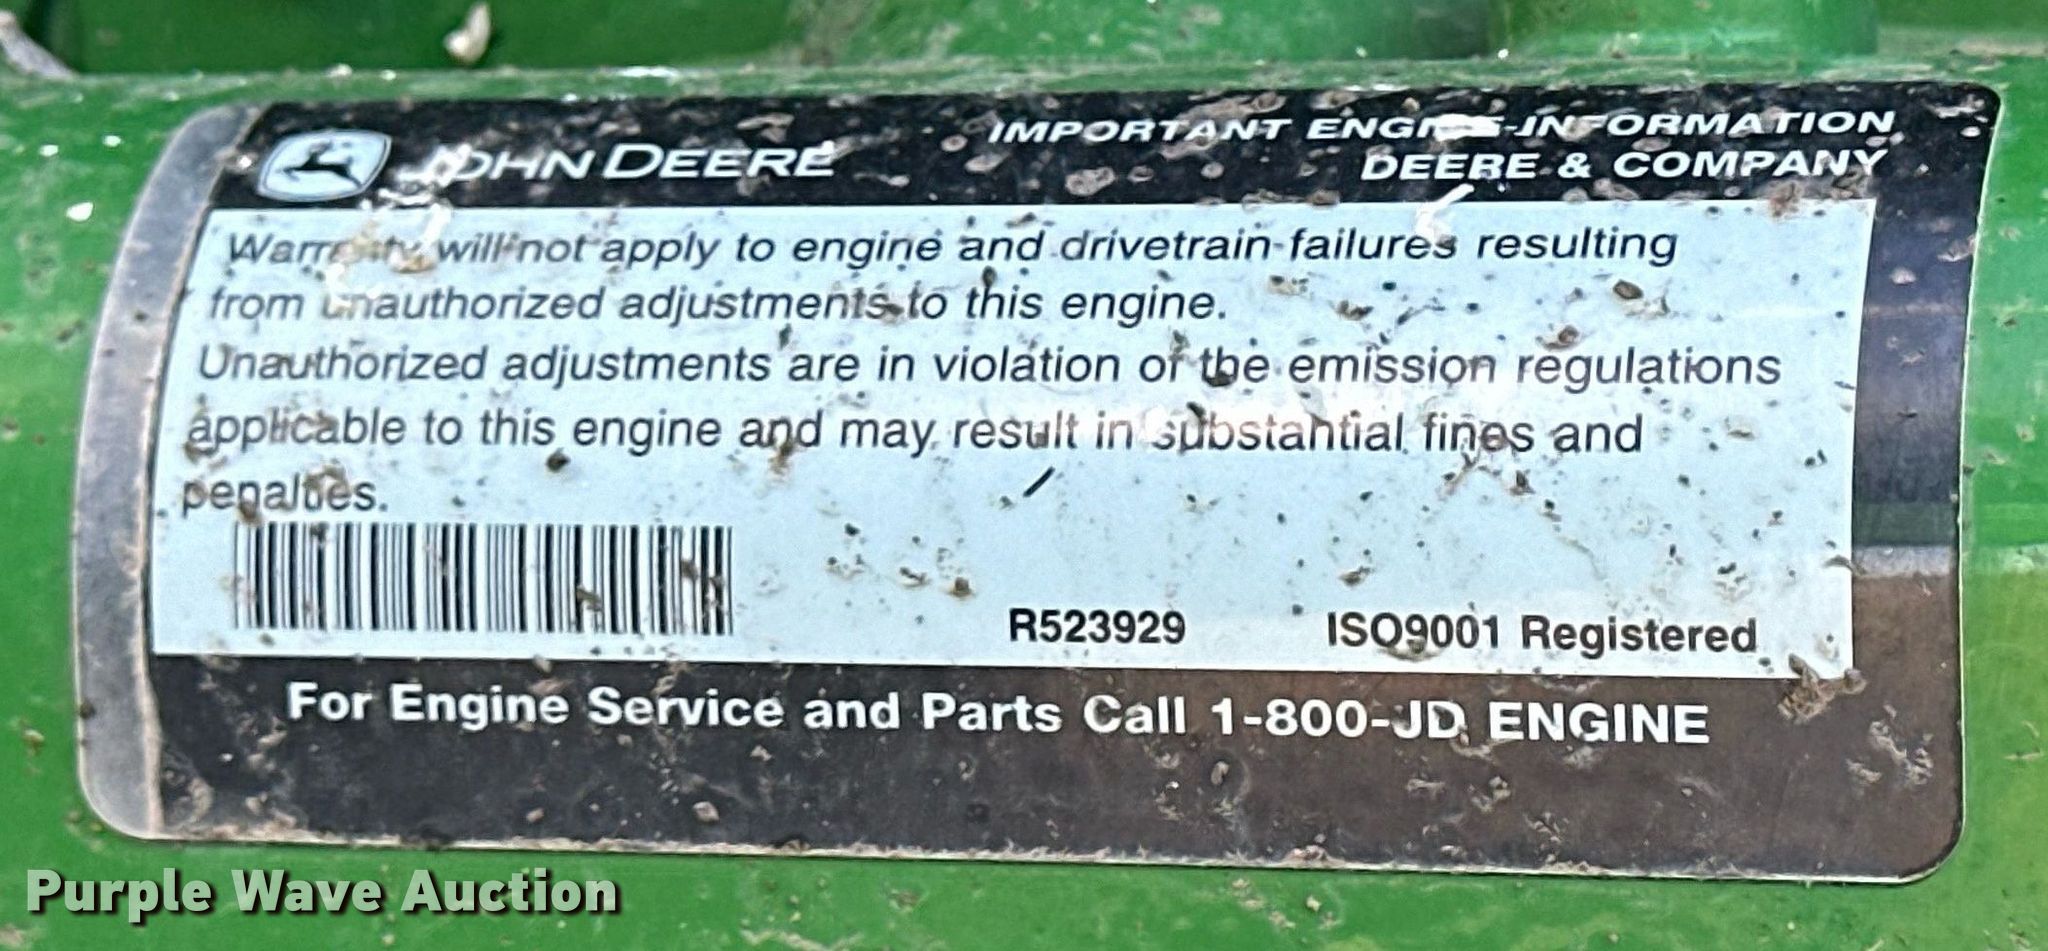 JOHN DEERE
IMPORTANT ENGINE INFORMATION
DEERE & COMPANY
Warranty will not apply to engine and drivetrain failures resulting
from unauthorized adjustments to this engine.
Unauthorized adjustments are in violation of the emission regulations
applicable to this engine and may result in substantial fines and
penalties.
R523929 ISO9001 Registered
For Engine Service and Parts Call 1-800-JD ENGINE
Purple Wave Auction